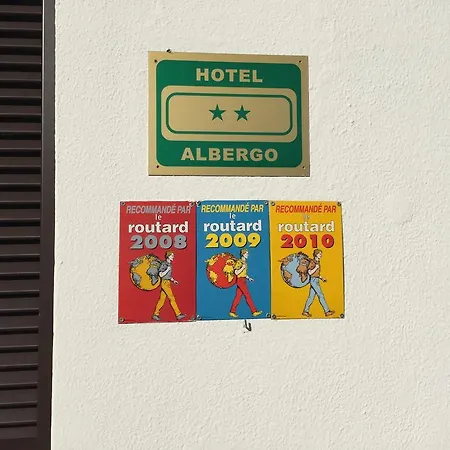 HOTEL
ALBERGO
RECOMMANDÉ PAR
le
routard
2008
RECOMMANDÉ PAR
le
routard
2009
RECOMMANDÉ PAR
le
routard
2010